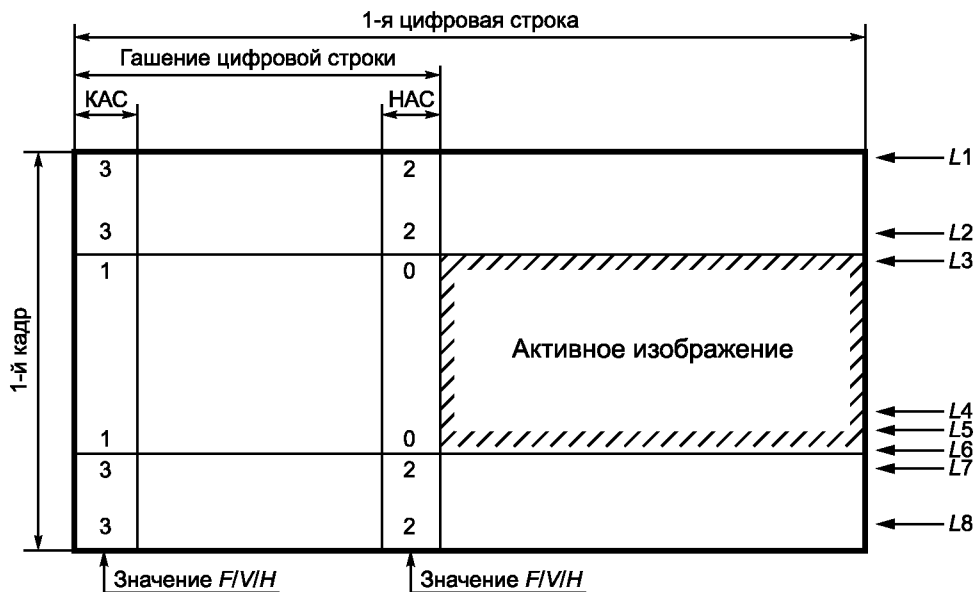 1-я цифровая строка
Гашение цифровой строки
КАС НАС
3 2 L1
3 2 L2
1 0 L3
Активное изображение
1-й кадр
L4
1 0 L5
L6
3 2 L7
3 2 L8
Значение F/V/H Значение F/V/H